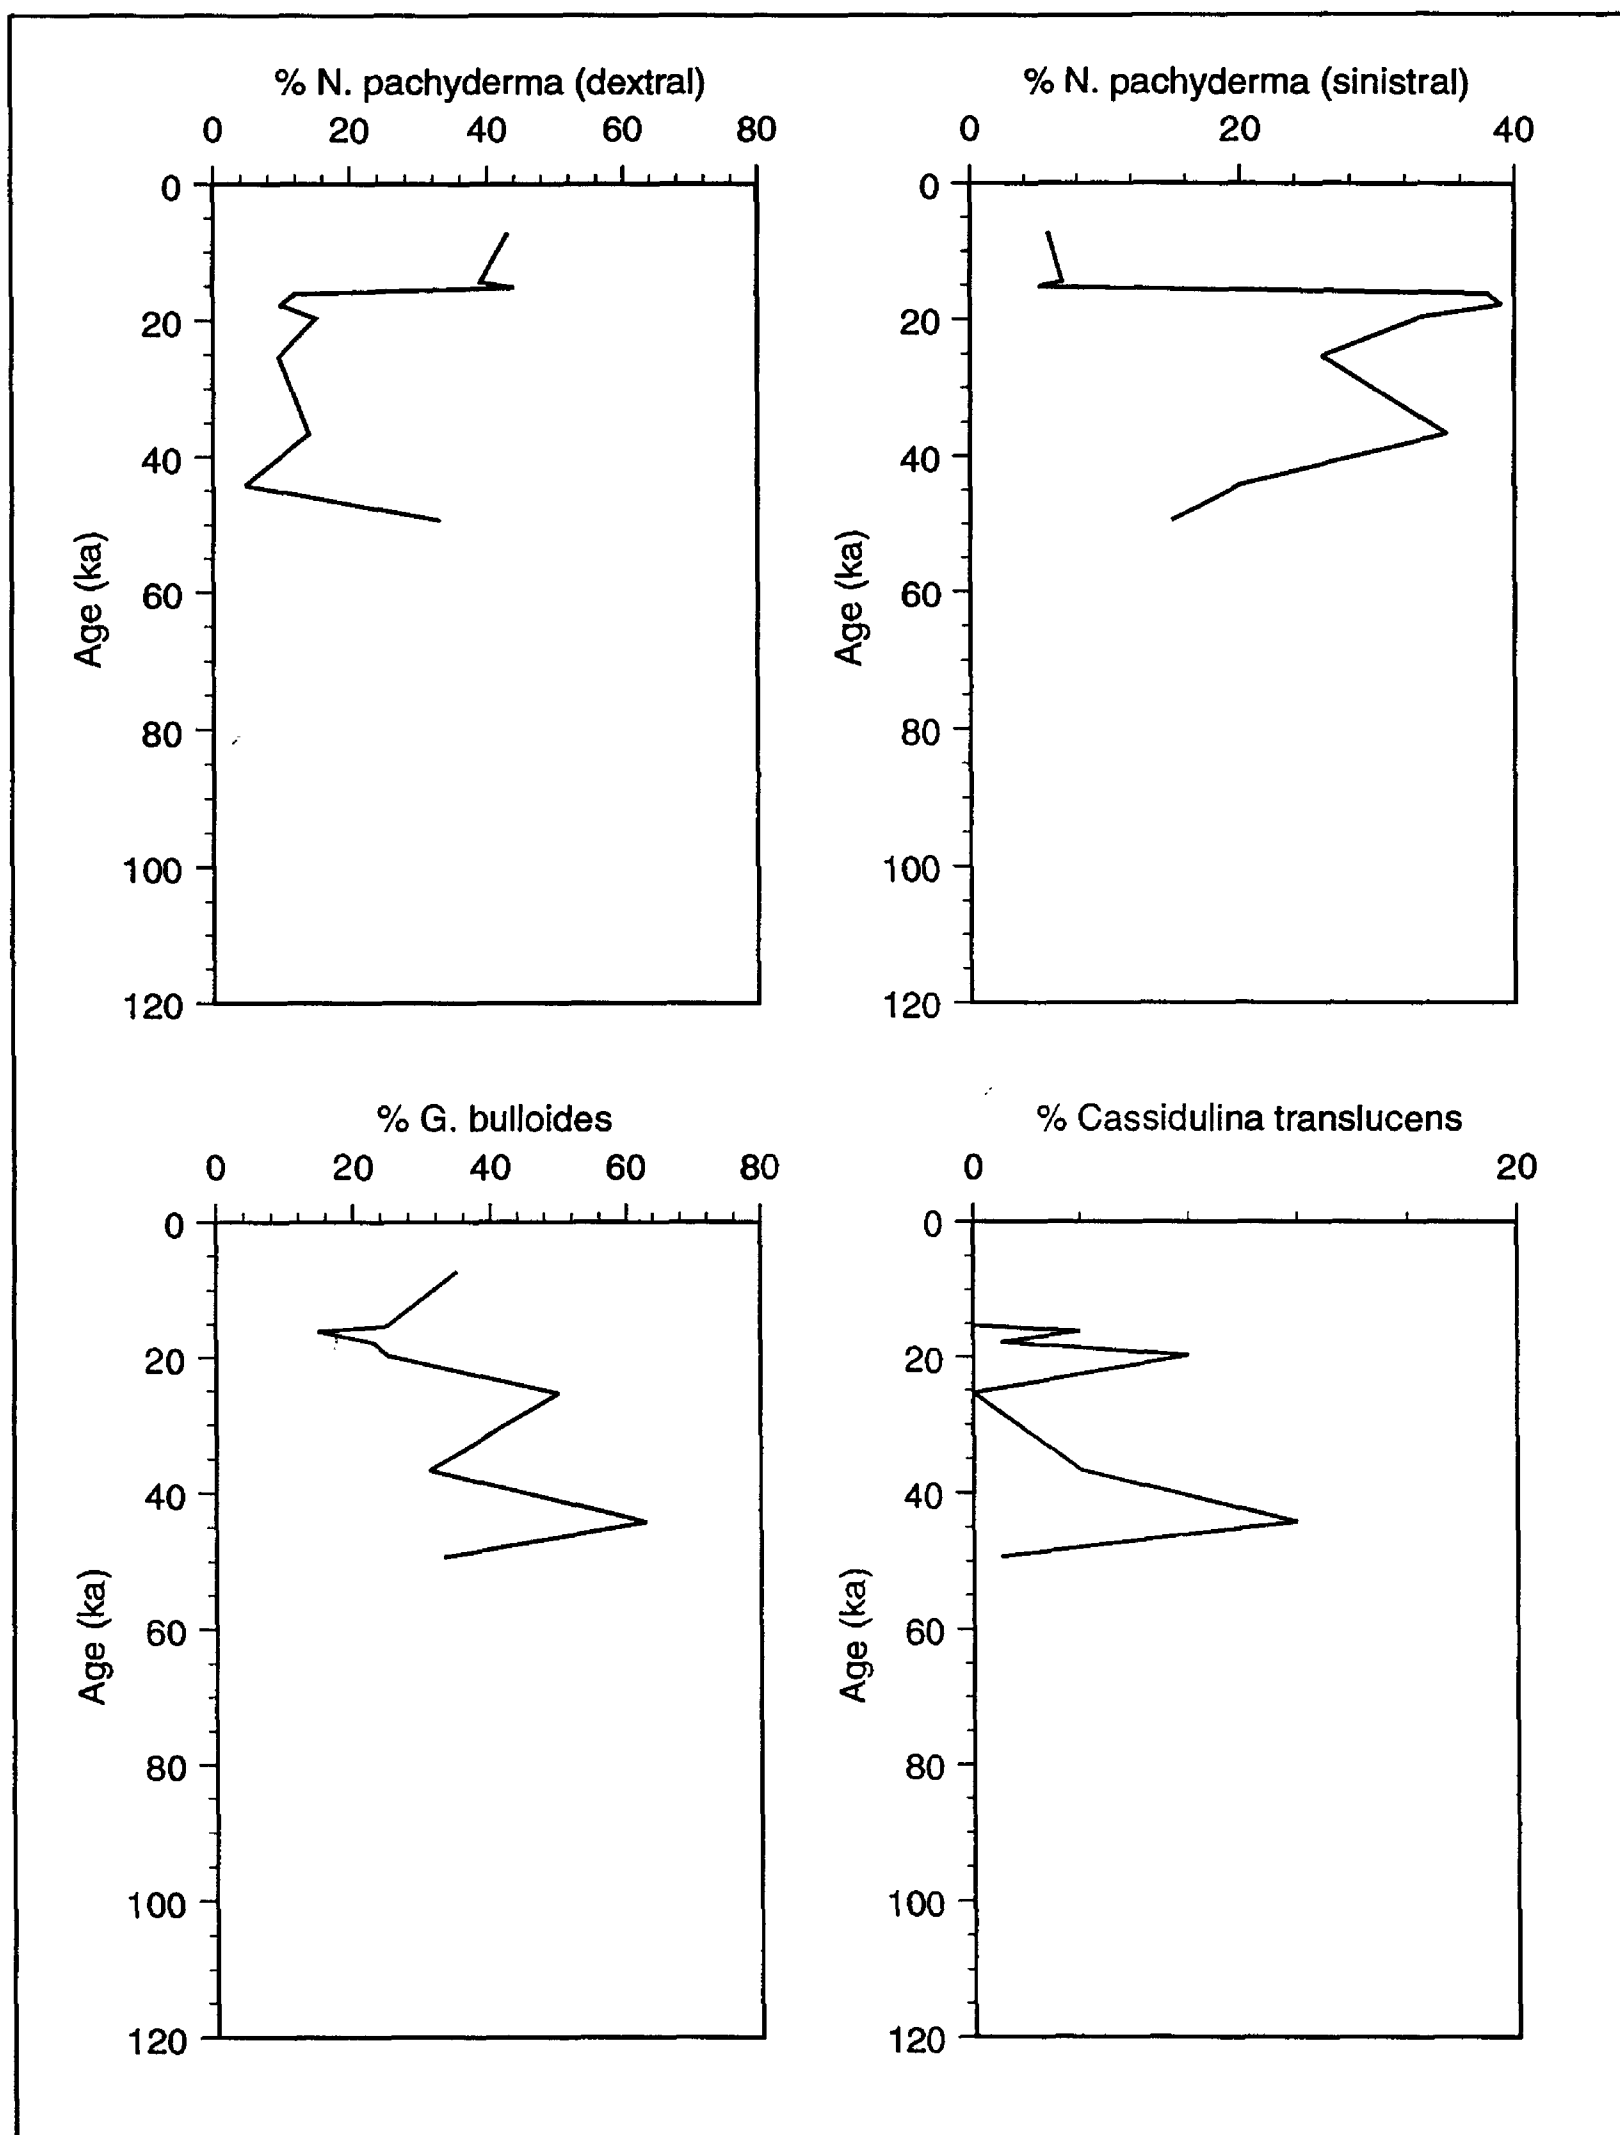 % N. pachyderma (dextral)
0 20 40 60 80
0
20
40
60
80
100
120
Age (ka)
% N. pachyderma (sinistral)
0 20 40
0
20
40
60
80
100
120
Age (ka)
% G. bulloides
0 20 40 60 80
0
20
40
60
80
100
120
Age (ka)
% Cassidulina translucens
0 20
0
20
40
60
80
100
120
Age (ka)